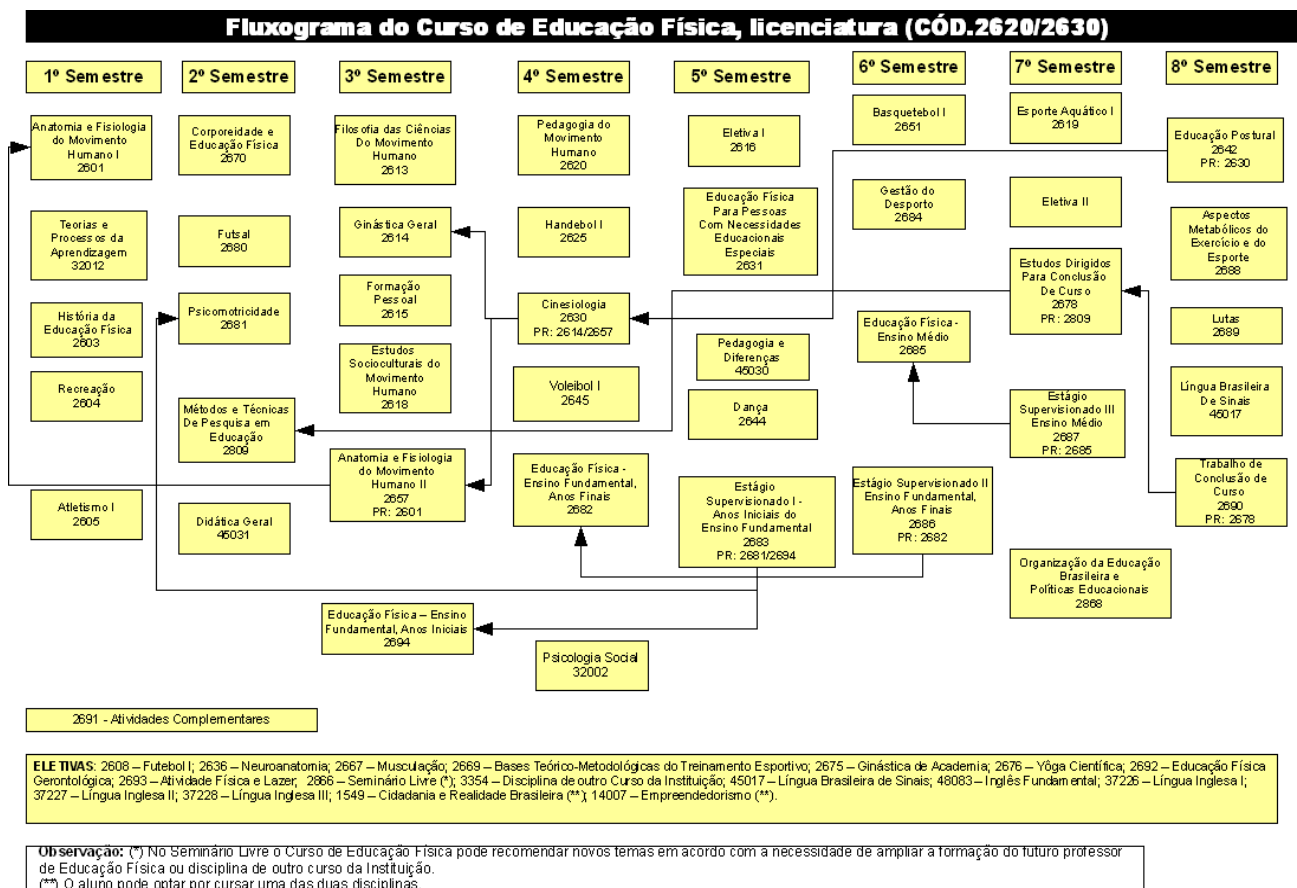 Fluxograma do Curso de Educação Física, licenciatura (CÓD.2620/2630)
1º Semestre
Anatomia e Fisiologia
do Movimento
Humano I
2601
Teorias e
Processos da
Aprendizagem
32012
História da
Educação Física
2603
Recreação
2604
Atletismo I
2605
2º Semestre
Corporeidade e
Educação Física
2670
Futsal
2680
Psicomotricidade
2681
Métodos e Técnicas
De Pesquisa em
Educação
2809
Didática Geral
45031
3º Semestre
Filosofia das Ciências
Do Movimento
Humano
2613
Ginástica Geral
2614
Formação
Pessoal
2615
Estudos
Socioculturais do
Movimento
Humano
2618
Anatomia e Fisiologia
do Movimento
Humano II
2657
PR: 2601
Educação Física – Ensino
Fundamental, Anos Iniciais
2694
4º Semestre
Pedagogia do
Movimento
Humano
2620
Handebol I
2625
Cinesiologia
2630
PR: 2614/2657
Voleibol I
2645
Educação Física -
Ensino Fundamental,
Anos Finais
2682
Psicologia Social
32002
5º Semestre
Eletiva I
2616
Educação Física
Para Pessoas
Com Necessidades
Educacionais
Especiais
2631
Pedagogia e
Diferenças
45030
Dança
2644
Estágio
Supervisionado I -
Anos Iniciais do
Ensino Fundamental
2683
PR: 2681/2694
6º Semestre
Basquetebol I
2651
Gestão do
Desporto
2684
Educação Física -
Ensino Médio
2685
Estágio Supervisionado II
Ensino Fundamental,
Anos Finais
2686
PR: 2682
7º Semestre
Esporte Aquático I
2619
Eletiva II
Estudos Dirigidos
Para Conclusão
De Curso
2678
PR: 2809
Estágio
Supervisionado III
Ensino Médio
2687
PR: 2685
Organização da Educação
Brasileira e
Políticas Educacionais
2868
8º Semestre
Educação Postural
2642
PR: 2630
Aspectos
Metabólicos do
Exercício e do
Esporte
2688
Lutas
2689
Língua Brasileira
De Sinais
45017
Trabalho de
Conclusão de
Curso
2690
PR: 2678
2691 - Atividades Complementares
ELETIVAS: 2608 – Futebol I; 2636 – Neuroanatomia; 2667 – Musculação; 2669 – Bases Teórico-Metodológicas do Treinamento Esportivo; 2675 – Ginástica de Academia; 2676 – Yôga Científica; 2692 – Educação Física
Gerontológica; 2693 – Atividade Física e Lazer; 2866 – Seminário Livre (*); 3354 – Disciplina de outro Curso da Instituição; 45017 – Língua Brasileira de Sinais; 48083 – Inglês Fundamental; 37226 – Língua Inglesa I;
37227 – Língua Inglesa II; 37228 – Língua Inglesa III; 1549 – Cidadania e Realidade Brasileira (**); 14007 – Empreendedorismo (**).
Observação: (*) No Seminário Livre o Curso de Educação Física pode recomendar novos temas em acordo com a necessidade de ampliar a formação do futuro professor
de Educação Física ou disciplina de outro curso da Instituição.
(**) O aluno pode optar por cursar uma das duas disciplinas